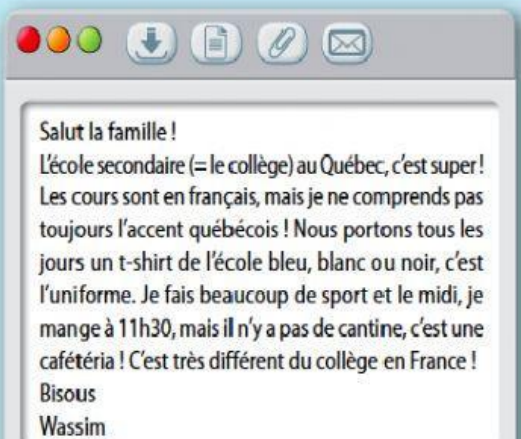 Salut la famille !
L'école secondaire (= le collège) au Québec, c'est super !
Les cours sont en français, mais je ne comprends pas
toujours l'accent québécois ! Nous portons tous les
jours un t-shirt de l'école bleu, blanc ou noir, c'est
l'uniforme. Je fais beaucoup de sport et le midi, je
mange à 11h30, mais il n'y a pas de cantine, c'est une
cafétéria ! C'est très différent du collège en France !
Bisous
Wassim